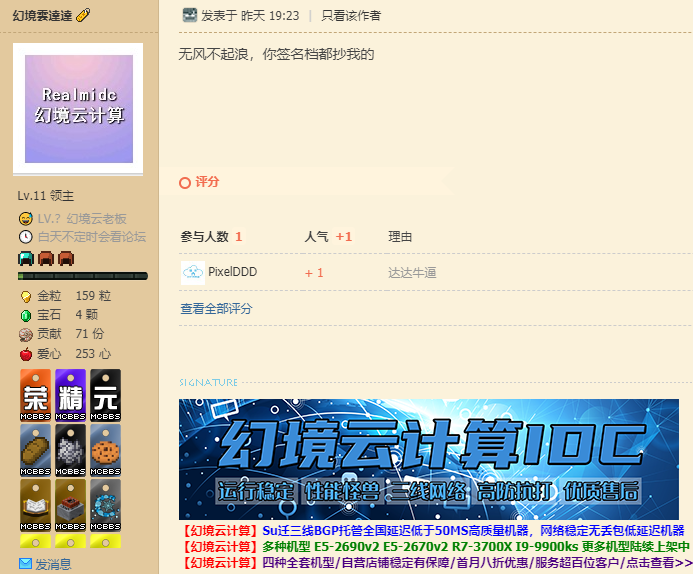 幻境雲達達
Realmidc
幻境云计算
Lv.11 领主
LV.? 幻境云老板
白天不定时会看论坛
金粒 159 粒
宝石 4 颗
贡献 71 份
爱心 253 心
荣 精 元
MCBBS MCBBS MCBBS
MCBBS MCBBS MCBBS
MCBBS MCBBS MCBBS
发消息
发表于 昨天 19:23 | 只看该作者
无风不起浪，你签名档都抄我的
评分
参与人数 1 人气 +1 理由
PixelDDD + 1 达达牛逼
查看全部评分
SIGNATURE
幻境云计算IDC
运行稳定 性能怪兽 三线网络 高防抗打 优质售后
【幻境云计算】Su迁三线BGP托管全国延迟低于50MS高质量机器，网络稳定无丢包低延迟机器
【幻境云计算】多种机型 E5-2690v2 E5-2670v2 R7-3700X I9-9900ks 更多机型陆续上架中
【幻境云计算】四种全套机型/自营店铺稳定有保障/首月八折优惠/服务超百位客户/点击查看>>